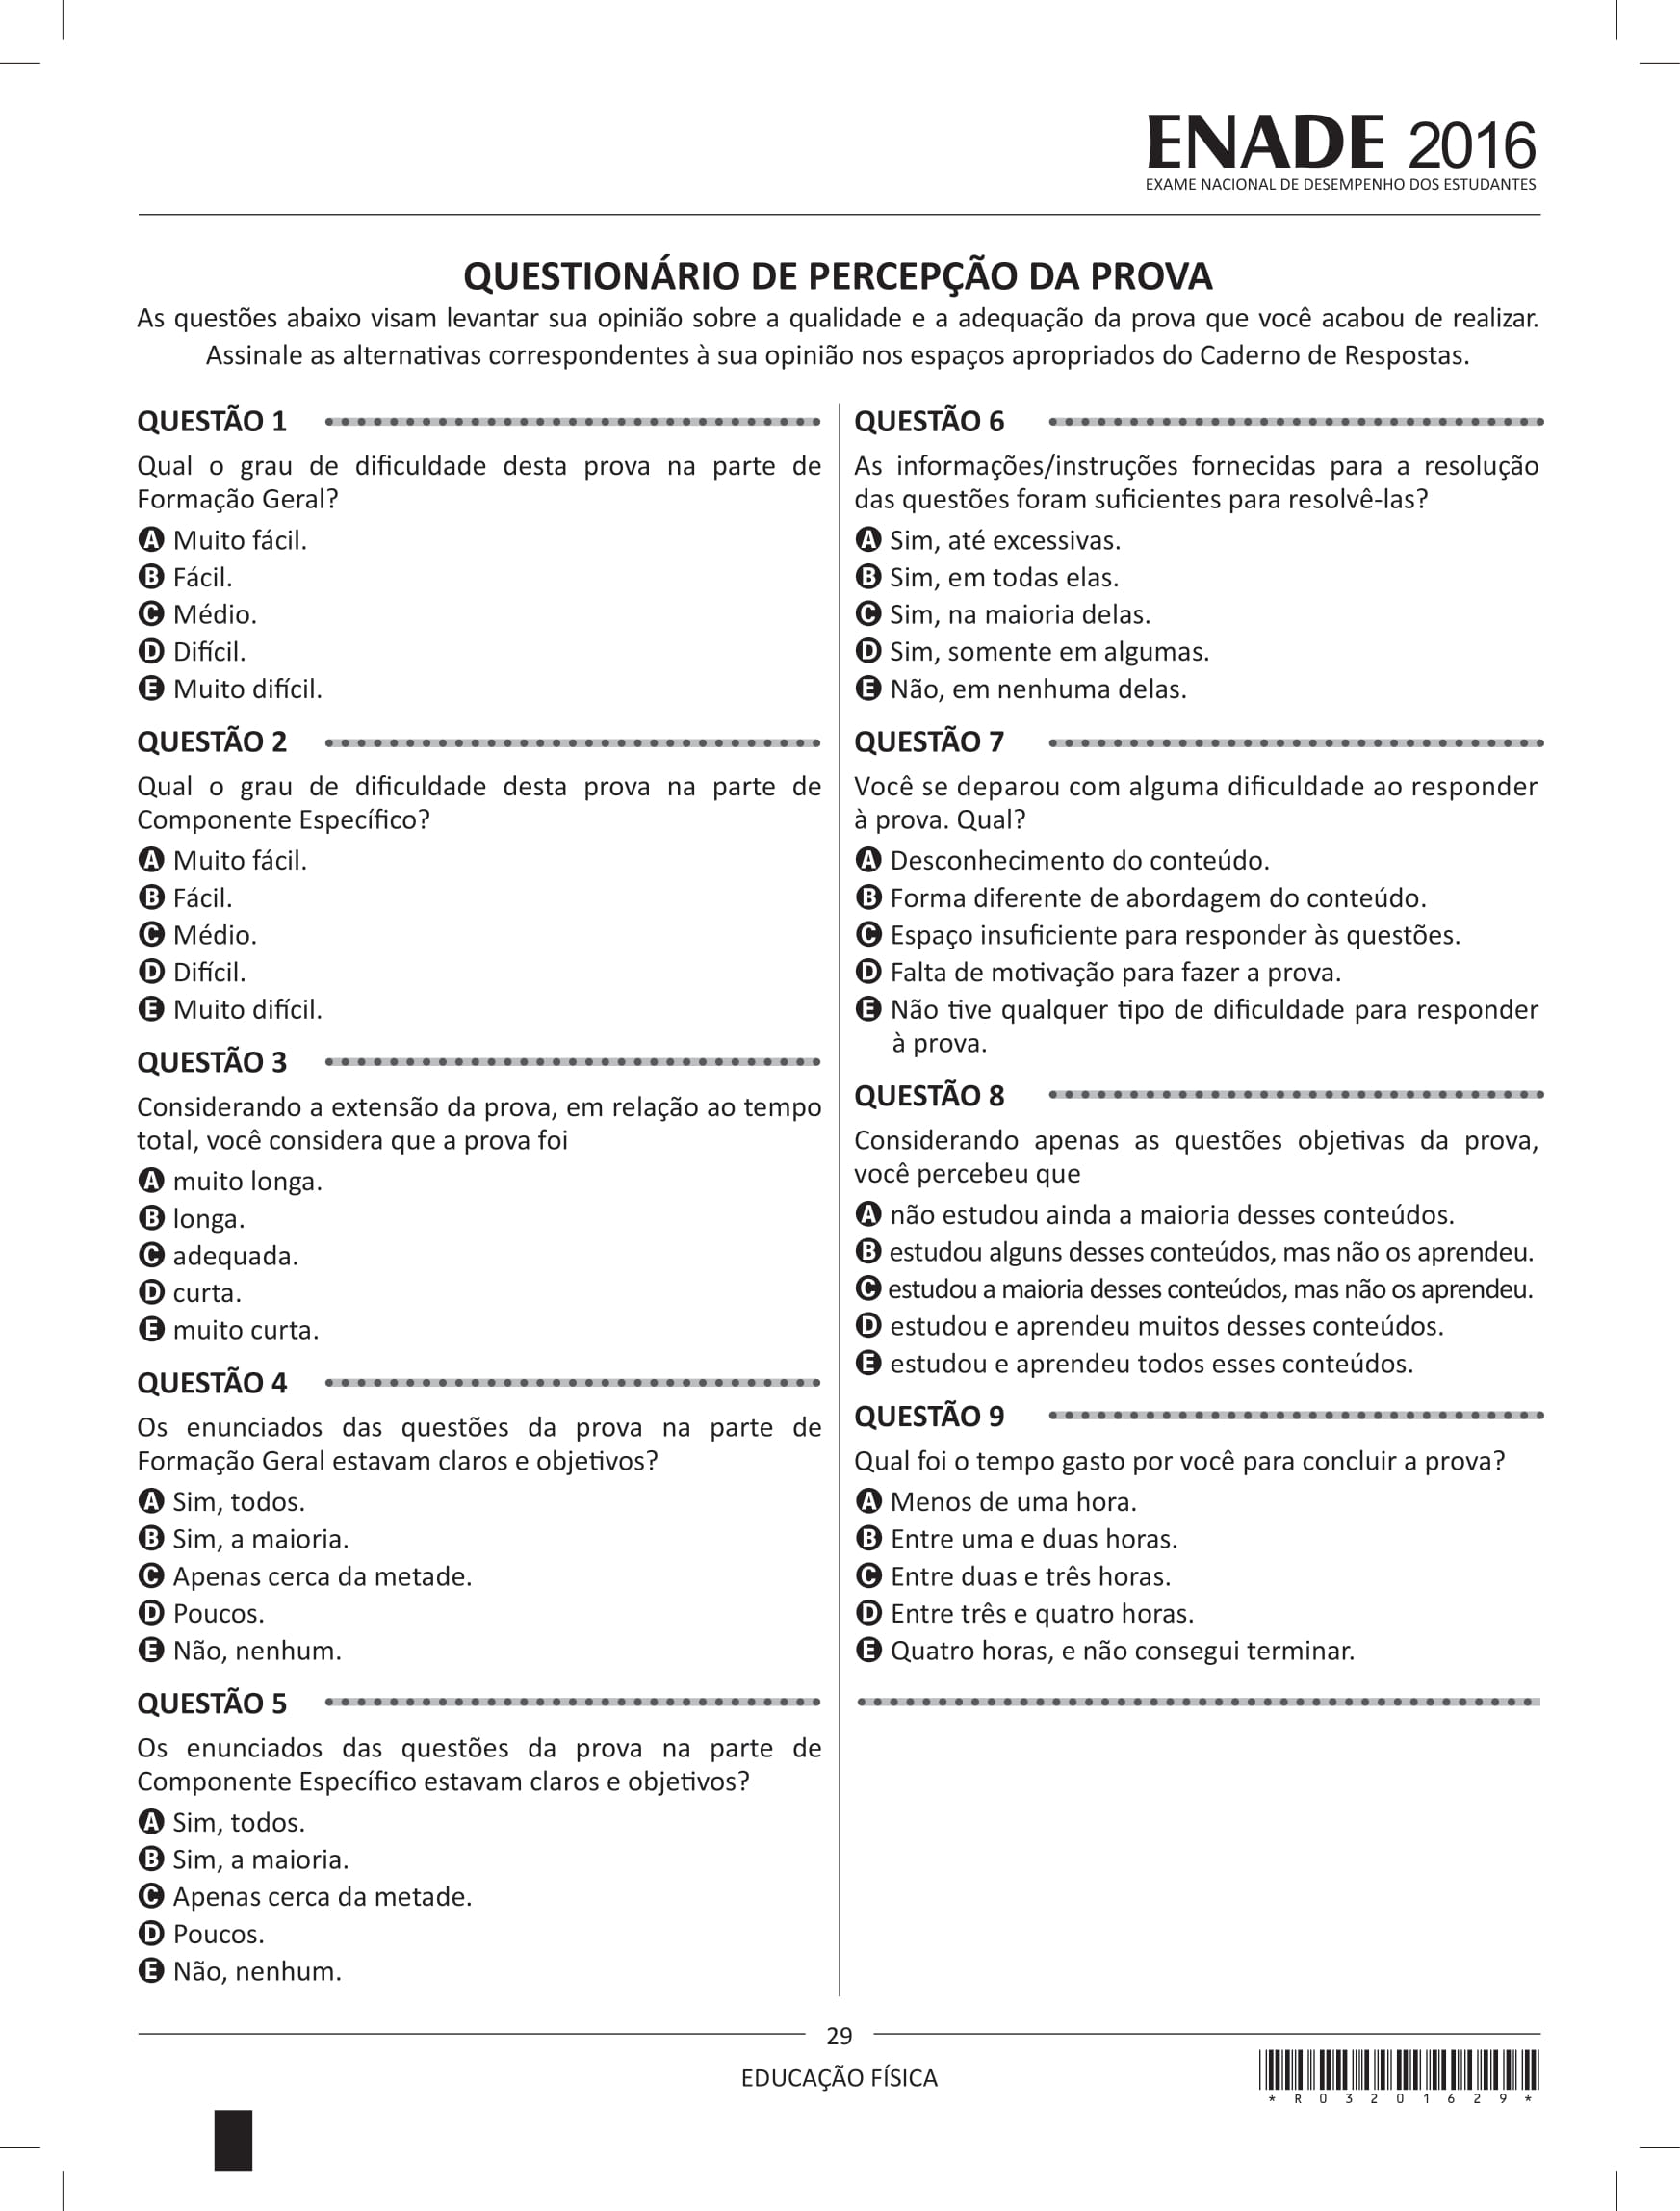 ENADE 2016
EXAME NACIONAL DE DESEMPENHO DOS ESTUDANTES
QUESTIONÁRIO DE PERCEPÇÃO DA PROVA
As questões abaixo visam levantar sua opinião sobre a qualidade e a adequação da prova que você acabou de realizar.
Assinale as alternativas correspondentes à sua opinião nos espaços apropriados do Caderno de Respostas.
QUESTÃO 1
Qual o grau de dificuldade desta prova na parte de
Formação Geral?
A Muito fácil.
B Fácil.
C Médio.
D Difícil.
E Muito difícil.
QUESTÃO 2
Qual o grau de dificuldade desta prova na parte de
Componente Específico?
A Muito fácil.
B Fácil.
C Médio.
D Difícil.
E Muito difícil.
QUESTÃO 3
Considerando a extensão da prova, em relação ao tempo
total, você considera que a prova foi
A muito longa.
B longa.
C adequada.
D curta.
E muito curta.
QUESTÃO 4
Os enunciados das questões da prova na parte de
Formação Geral estavam claros e objetivos?
A Sim, todos.
B Sim, a maioria.
C Apenas cerca da metade.
D Poucos.
E Não, nenhum.
QUESTÃO 5
Os enunciados das questões da prova na parte de
Componente Específico estavam claros e objetivos?
A Sim, todos.
B Sim, a maioria.
C Apenas cerca da metade.
D Poucos.
E Não, nenhum.
QUESTÃO 6
As informações/instruções fornecidas para a resolução
das questões foram suficientes para resolvê-las?
A Sim, até excessivas.
B Sim, em todas elas.
C Sim, na maioria delas.
D Sim, somente em algumas.
E Não, em nenhuma delas.
QUESTÃO 7
Você se deparou com alguma dificuldade ao responder
à prova. Qual?
A Desconhecimento do conteúdo.
B Forma diferente de abordagem do conteúdo.
C Espaço insuficiente para responder às questões.
D Falta de motivação para fazer a prova.
E Não tive qualquer tipo de dificuldade para responder
à prova.
QUESTÃO 8
Considerando apenas as questões objetivas da prova,
você percebeu que
A não estudou ainda a maioria desses conteúdos.
B estudou alguns desses conteúdos, mas não os aprendeu.
C estudou a maioria desses conteúdos, mas não os aprendeu.
D estudou e aprendeu muitos desses conteúdos.
E estudou e aprendeu todos esses conteúdos.
QUESTÃO 9
Qual foi o tempo gasto por você para concluir a prova?
A Menos de uma hora.
B Entre uma e duas horas.
C Entre duas e três horas.
D Entre três e quatro horas.
E Quatro horas, e não consegui terminar.
29
EDUCAÇÃO FÍSICA
* R 0 3 2 0 1 6 2 9 *